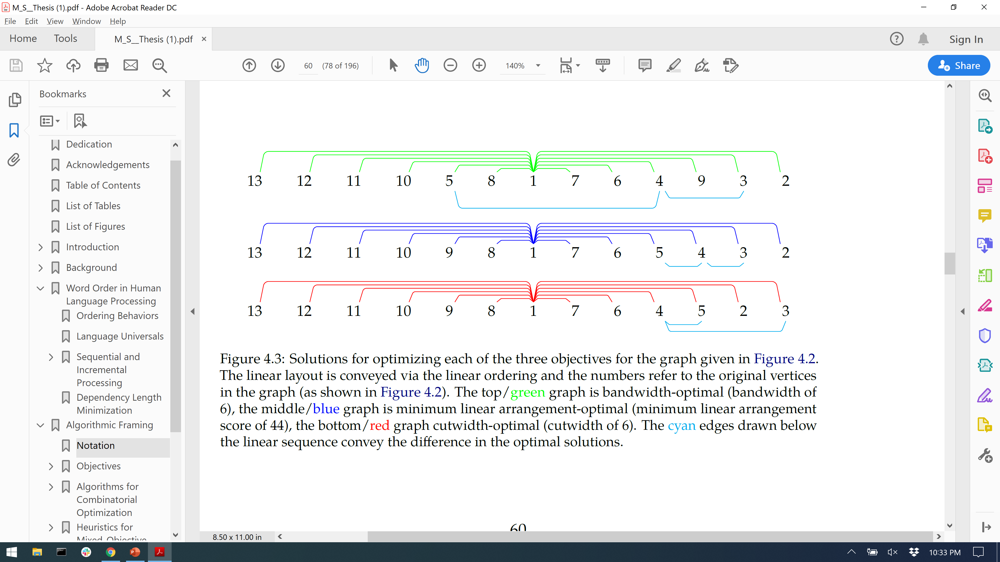 M_S__Thesis (1).pdf - Adobe Acrobat Reader DC
File Edit View Window Help
Home Tools M_S__Thesis (1).pdf × Sign In
60 (78 of 196) 140% Share
Bookmarks
Dedication
Acknowledgements
Table of Contents
List of Tables
List of Figures
Introduction
Background
Word Order in Human
Language Processing
Ordering Behaviors
Language Universals
Sequential and
Incremental
Processing
Dependency Length
Minimization
Algorithmic Framing
Notation
Objectives
Algorithms for
Combinatorial
Optimization
Heuristics for
Mixed-Objective
13 12 11 10 5 8 1 7 6 4 9 3 2
13 12 11 10 9 8 1 7 6 5 4 3 2
13 12 11 10 9 8 1 7 6 4 5 2 3
Figure 4.3: Solutions for optimizing each of the three objectives for the graph given in Figure 4.2.
The linear layout is conveyed via the linear ordering and the numbers refer to the original vertices
in the graph (as shown in Figure 4.2). The top/green graph is bandwidth-optimal (bandwidth of
6), the middle/blue graph is minimum linear arrangement-optimal (minimum linear arrangement
score of 44), the bottom/red graph cutwidth-optimal (cutwidth of 6). The cyan edges drawn below
the linear sequence convey the difference in the optimal solutions.
60
8.50 x 11.00 in
10:33 PM